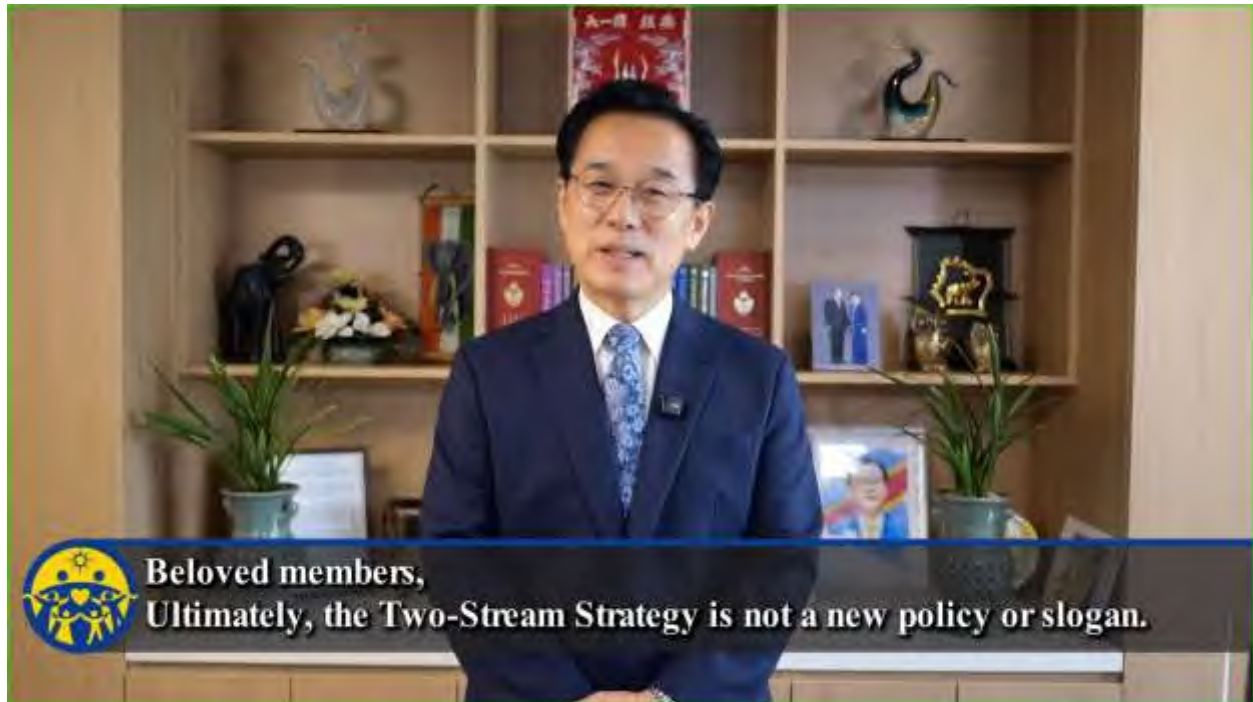 Beloved members,
Ultimately, the Two-Stream Strategy is not a new policy or slogan.